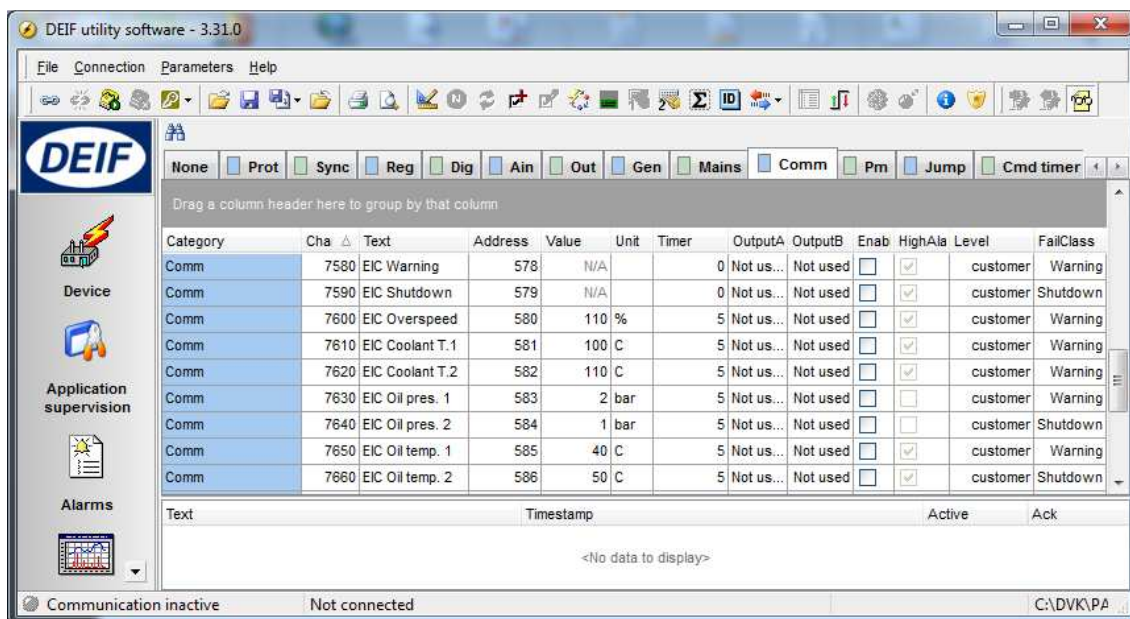 DEIF utility software - 3.31.0
File Connection Parameters Help
DEIF
None Prot Sync Reg Dig Ain Out Gen Mains Comm Pm Jump Cmd timer
Drag a column header here to group by that column
Category Cha Text Address Value Unit Timer OutputA OutputB Enab HighAla Level FailClass
Comm 7580 EIC Warning 578 N/A 0 Not us... Not used customer Warning
Comm 7590 EIC Shutdown 579 N/A 0 Not us... Not used customer Shutdown
Comm 7600 EIC Overspeed 580 110 % 5 Not us... Not used customer Warning
Comm 7610 EIC Coolant T.1 581 100 C 5 Not us... Not used customer Warning
Comm 7620 EIC Coolant T.2 582 110 C 5 Not us... Not used customer Warning
Comm 7630 EIC Oil pres. 1 583 2 bar 5 Not us... Not used customer Warning
Comm 7640 EIC Oil pres. 2 584 1 bar 5 Not us... Not used customer Shutdown
Comm 7650 EIC Oil temp. 1 585 40 C 5 Not us... Not used customer Warning
Comm 7660 EIC Oil temp. 2 586 50 C 5 Not us... Not used customer Shutdown
Device
Application
supervision
Alarms
Text Timestamp Active Ack
<No data to display>
Communication inactive Not connected C:\DVK\PA